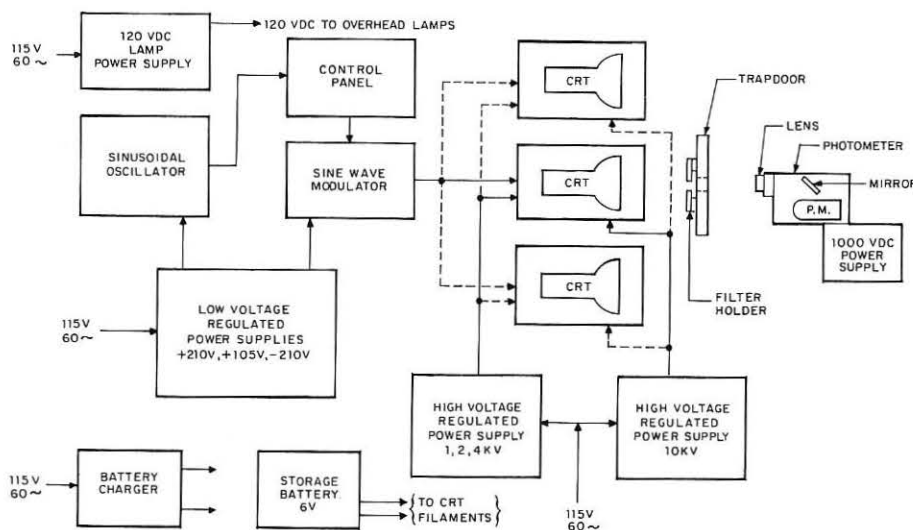 120 VDC TO OVERHEAD LAMPS
115V
60~
120 VDC
LAMP
POWER SUPPLY
CONTROL
PANEL
CRT
TRAPDOOR
LENS
PHOTOMETER
MIRROR
P.M.
1000 VDC
POWER
SUPPLY
SINUSOIDAL
OSCILLATOR
SINE WAVE
MODULATOR
CRT
CRT
FILTER
HOLDER
115V
60~
LOW VOLTAGE
REGULATED
POWER SUPPLIES
+210V,+105V,-210V
HIGH VOLTAGE
REGULATED
POWER SUPPLY
1,2,4KV
HIGH VOLTAGE
REGULATED
POWER SUPPLY
10KV
115V
60~
BATTERY
CHARGER
STORAGE
BATTERY
6V
{TO CRT}
{FILAMENTS}
115V
60~